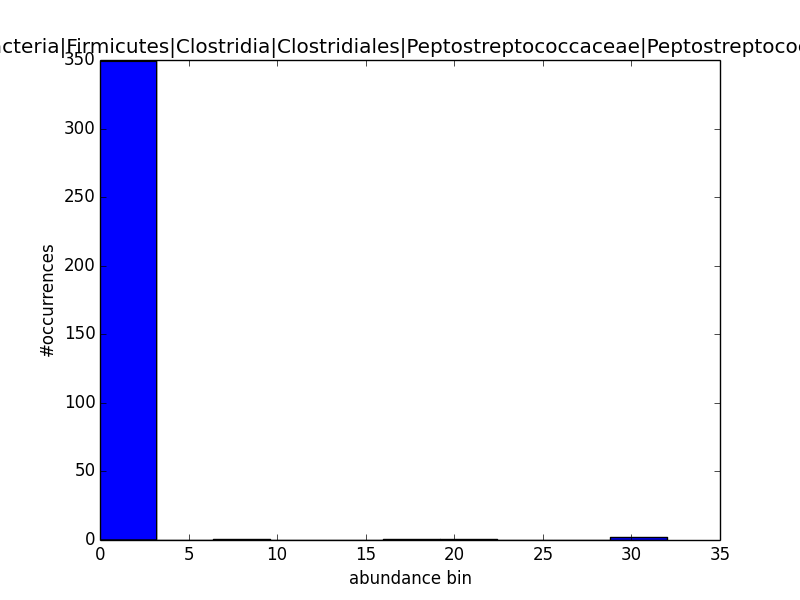 cteria|Firmicutes|Clostridia|Clostridiales|Peptostreptococcaceae|Peptostreptoco
350
300
250
200
150
100
50
0
#occurrences
0 5 10 15 20 25 30 35
abundance bin